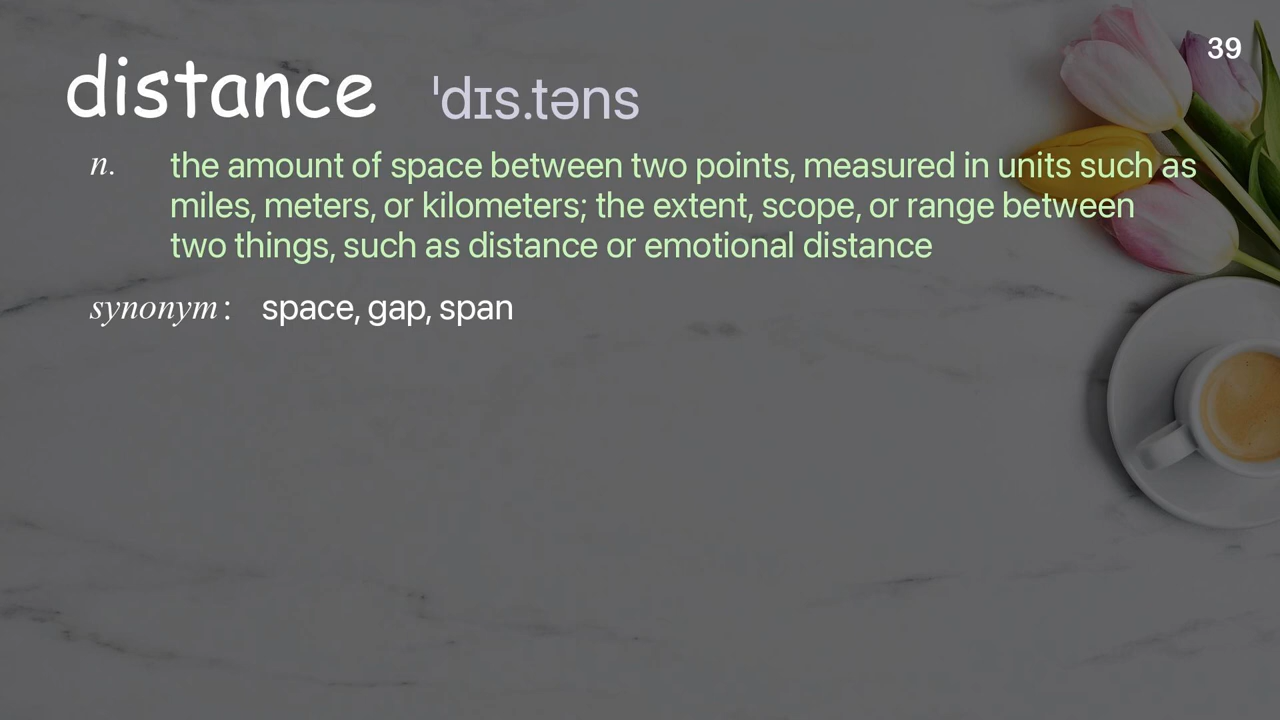 39
distance ˈdɪs.təns
n. the amount of space between two points, measured in units such as
miles, meters, or kilometers; the extent, scope, or range between
two things, such as distance or emotional distance
synonym: space, gap, span